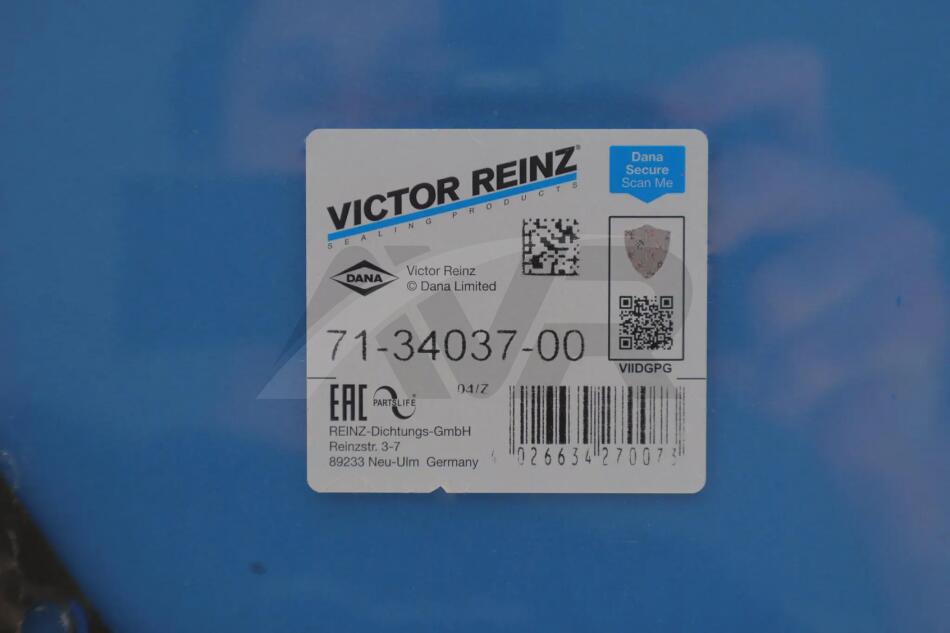 VICTOR REINZ®
SEALING PRODUCTS
Dana
Secure
Scan Me
DANA
Victor Reinz
© Dana Limited
71-34037-00
VIIDGPG
EAC
PARTSLIFE
04/Z
REINZ-Dichtungs-GmbH
Reinzstr. 3-7
89233 Neu-Ulm Germany
4 026634 270073
AVR